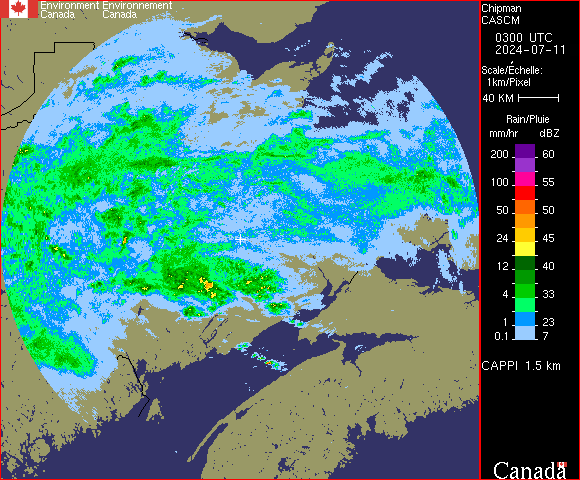 Environment Environnement
Canada Canada
Chipman
CASCM
0300 UTC
2024-07-11
Scale/Échelle:
1km/Pixel
40 KM
Rain/Pluie
mm/hr dBZ
200 60
100 55
50 50
24 45
12 40
4 33
1 23
0.1 7
CAPPI 1.5 km
Canada